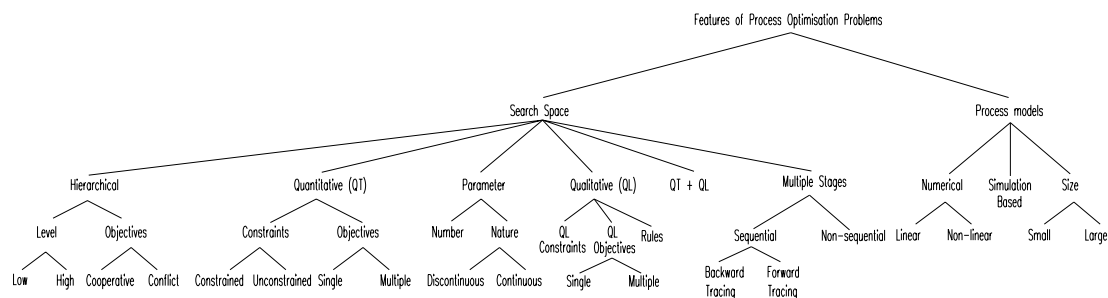 Features of Process Optimisation Problems
Search Space
Process models
Hierarchical
Quantitative (QT)
Parameter
Qualitative (QL)
QT + QL
Multiple Stages
Numerical
Simulation
Based
Size
Level
Objectives
Constraints
Objectives
Number
Nature
QL
Constraints
QL
Objectives
Rules
Sequential
Non-sequential
Linear
Non-linear
Small
Large
Low
High
Cooperative
Conflict
Constrained
Unconstrained
Single
Multiple
Discontinuous
Continuous
Single
Multiple
Backward
Tracing
Forward
Tracing